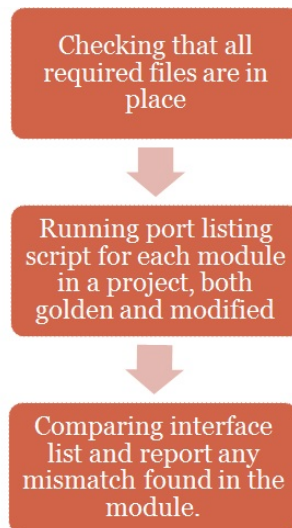 Checking that all
required files are in
place
Running port listing
script for each module
in a project, both
golden and modified
Comparing interface
list and report any
mismatch found in the
module.